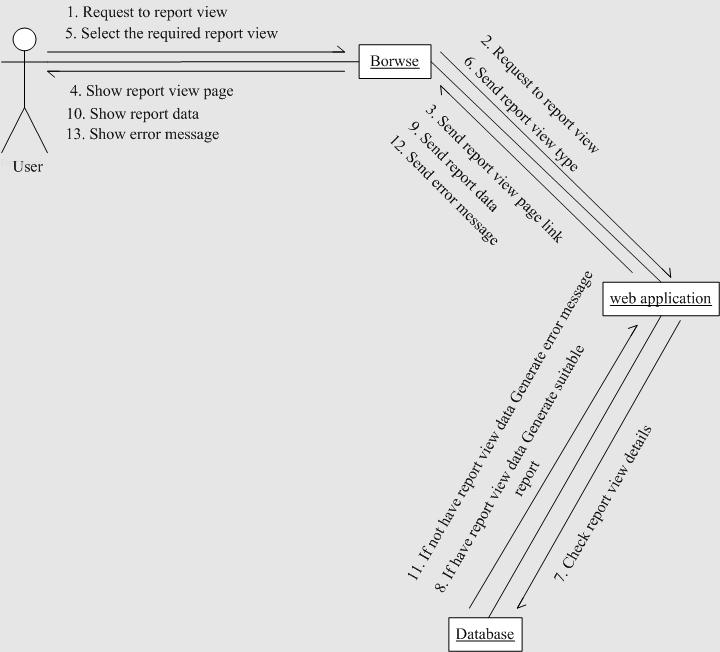 1. Request to report view
5. Select the required report view
Borwse
4. Show report view page
10. Show report data
13. Show error message
User
2. Request to report view
6. Send report view type
3. Send report view page link
9. Send report data
12. Send error message
web application
11. If not have report view data Generate error message
8. If have report view data Generate suitable
report
7. Check report view details
Database